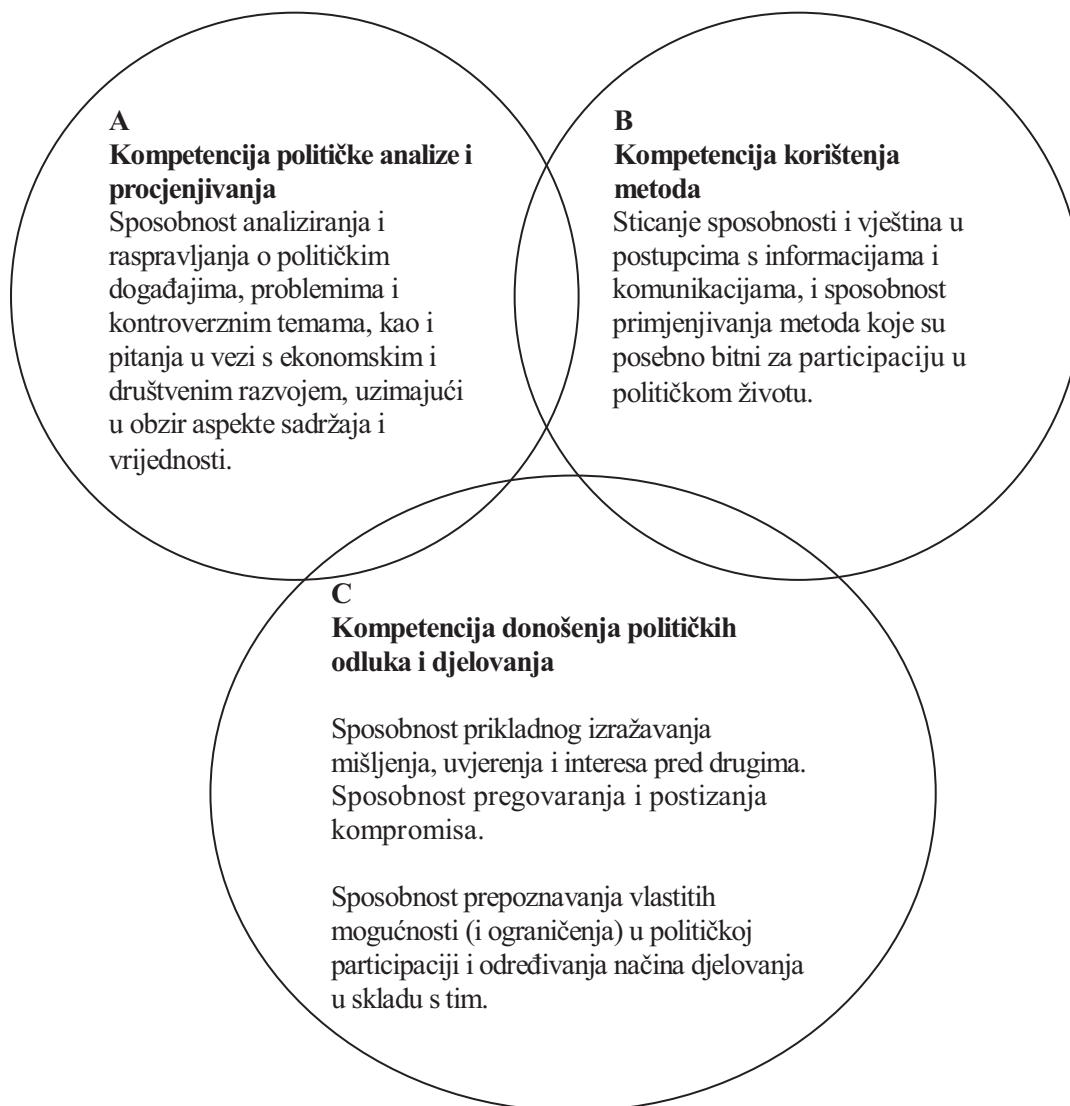 A
Kompetencija političke analize i
procjenjivanja
Sposobnost analiziranja i
raspravljanja o političkim
događajima, problemima i
kontroverznim temama, kao i
pitanja u vezi s ekonomskim i
društvenim razvojem, uzimajući
u obzir aspekte sadržaja i
vrijednosti.
B
Kompetencija korištenja
metoda
Sticanje sposobnosti i vještina u
postupcima s informacijama i
komunikacijama, i sposobnost
primjenjivanja metoda koje su
posebno bitni za participaciju u
političkom životu.
C
Kompetencija donošenja političkih
odluka i djelovanja
Sposobnost prikladnog izražavanja
mišljenja, uvjerenja i interesa pred drugima.
Sposobnost pregovaranja i postizanja
kompromisa.
Sposobnost prepoznavanja vlastitih
mogućnosti (i ograničenja) u političkoj
participaciji i određivanja načina djelovanja
u skladu s tim.